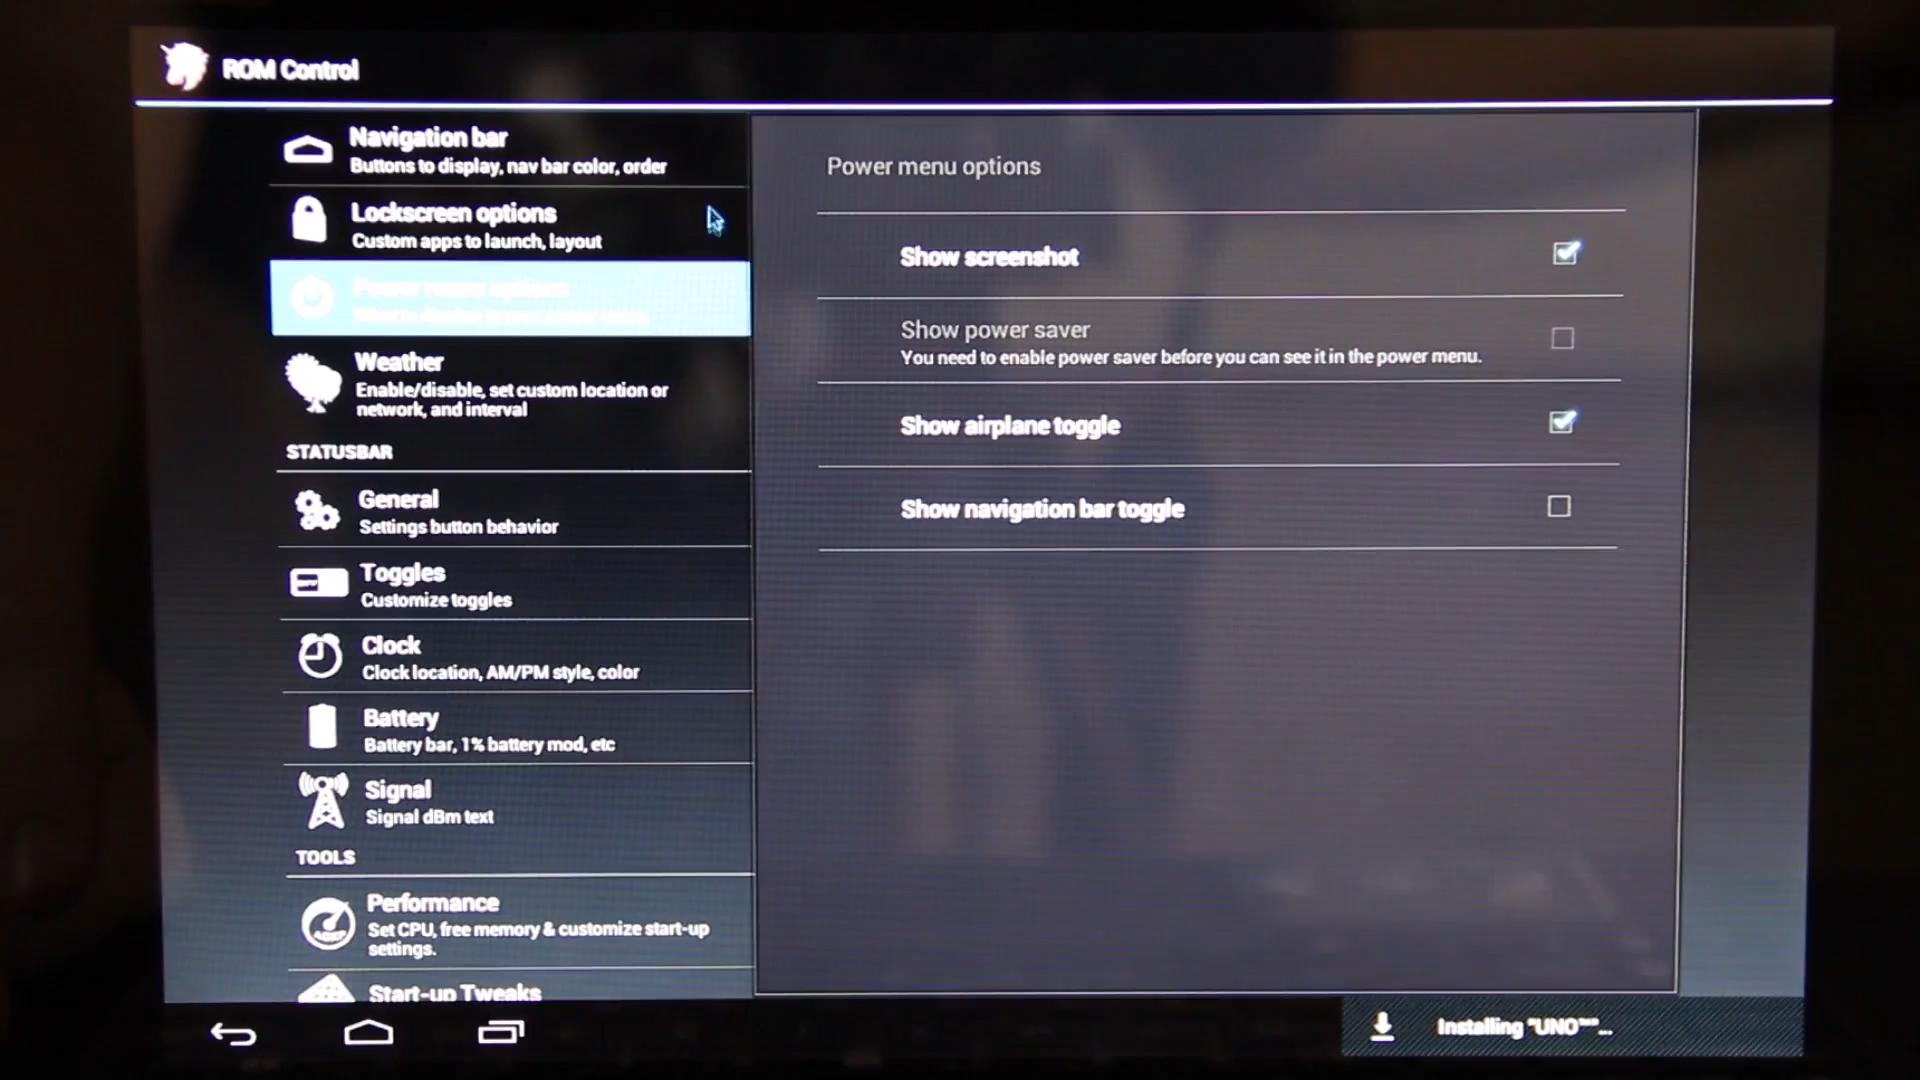 ROM Control
Navigation bar
Buttons to display, nav bar color, order
Lockscreen options
Custom apps to launch, layout
Power menu options
Weather
Enable/disable, set custom location or
network, and interval
STATUSBAR
General
Settings button behavior
Toggles
Customize toggles
Clock
Clock location, AM/PM style, color
Battery
Battery bar, 1% battery mod, etc
Signal
Signal dBm text
TOOLS
Performance
Set CPU, free memory & customize start-up
settings.
Start-up Tweaks
Power menu options
Show screenshot
Show power saver
You need to enable power saver before you can see it in the power menu.
Show airplane toggle
Show navigation bar toggle
Installing "UNO™"...